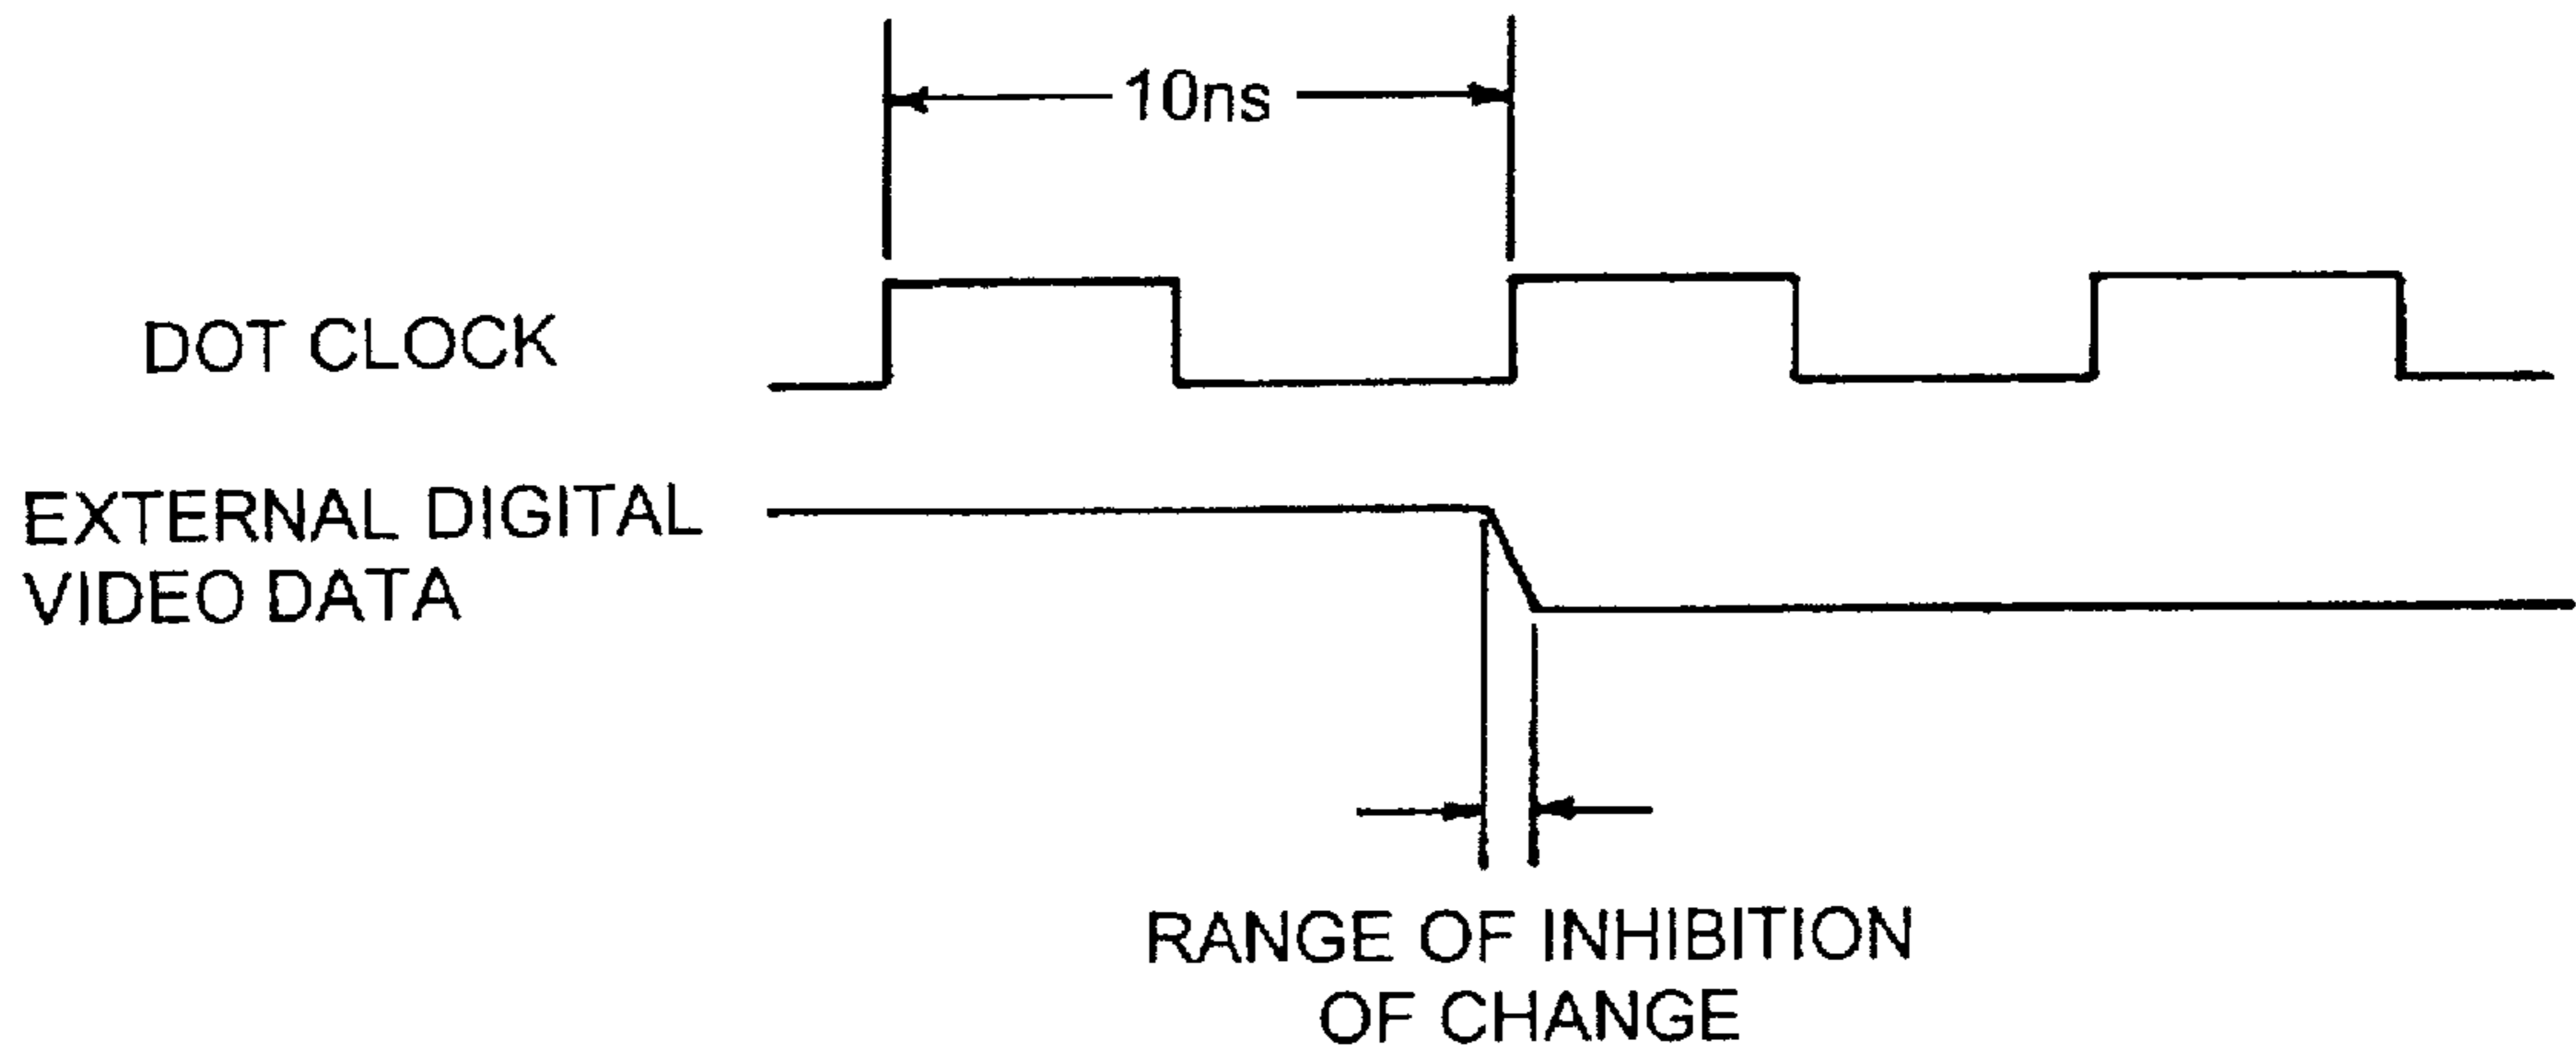 10ns
DOT CLOCK
EXTERNAL DIGITAL
VIDEO DATA
RANGE OF INHIBITION
OF CHANGE